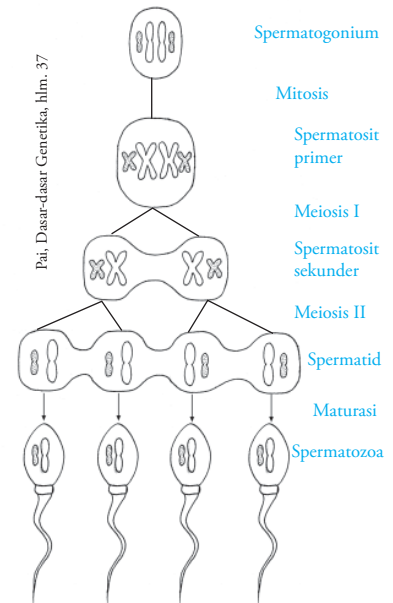 Spermatogonium
Mitosis
Spermatosit
primer
Meiosis I
Spermatosit
sekunder
Meiosis II
Spermatid
Maturasi
Spermatozoa
Pai, Dasar-dasar Genetika, hlm. 37